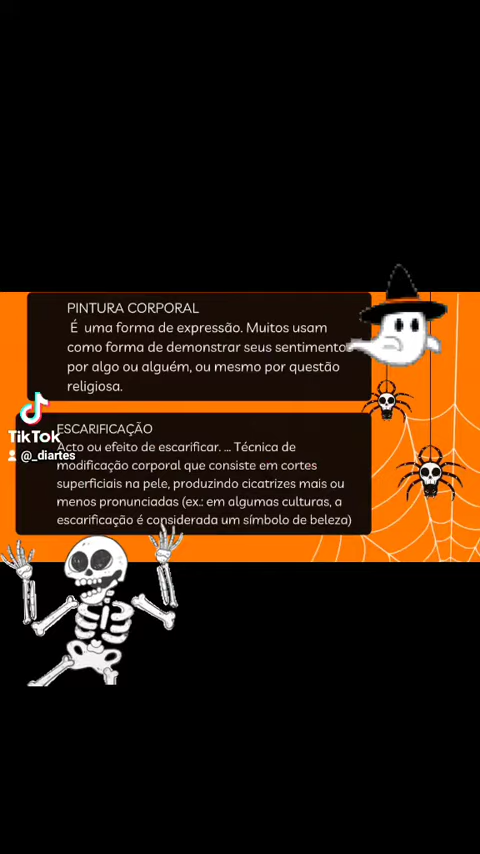 PINTURA CORPORAL
É uma forma de expressão. Muitos usam
como forma de demonstrar seus sentimentos
por algo ou alguém, ou mesmo por questão
religiosa.
ESCARIFICAÇÃO
Acto ou efeito de escarificar. ... Técnica de
modificação corporal que consiste em cortes
superficiais na pele, produzindo cicatrizes mais ou
menos pronunciadas (ex.: em algumas culturas, a
escarificação é considerada um símbolo de beleza)
TikTok
@_diartes